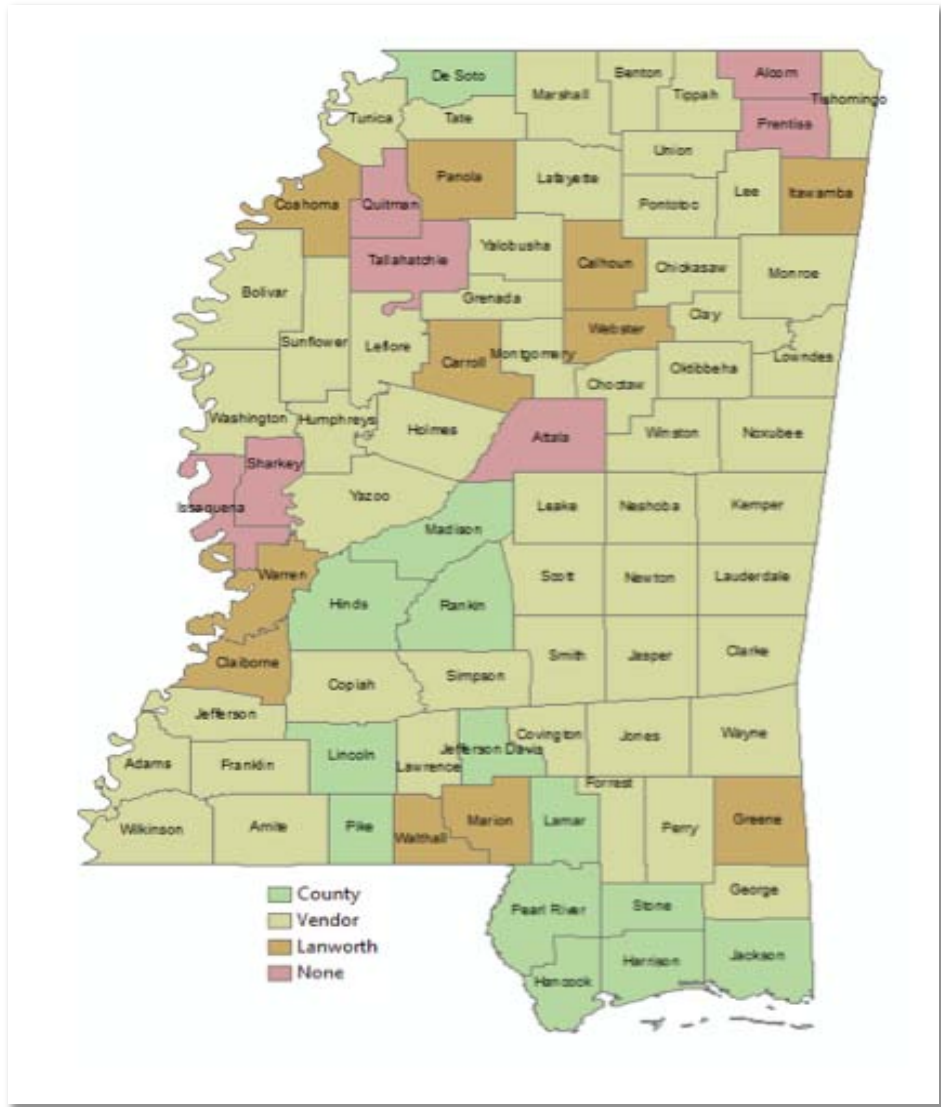 De Soto
Alcorn
Benton
Marshall
Tippah
Tishomingo
Tunica
Tate
Prentiss
Union
Panola
Lafayette
Lee
Itawamba
Coahoma
Quitman
Pontotoc
Yalobusha
Tallahatchie
Calhoun
Chickasaw
Monroe
Bolivar
Grenada
Clay
Sunflower
Leflore
Webster
Montgomery
Carroll
Lowndes
Oktibbeha
Choctaw
Washington
Humphreys
Holmes
Attala
Winston
Noxubee
Sharkey
Yazoo
Issaquena
Leake
Neshoba
Kemper
Madison
Warren
Scott
Newton
Lauderdale
Hinds
Rankin
Claiborne
Smith
Jasper
Clarke
Copiah
Simpson
Jefferson
Covington
Jones
Wayne
Lincoln
Jefferson Davis
Adams
Franklin
Lawrence
Forrest
Wilkinson
Amite
Pike
Walthall
Marion
Lamar
Perry
Greene
George
Pearl River
Stone
Hancock
Harrison
Jackson
County
Vendor
Lanworth
None